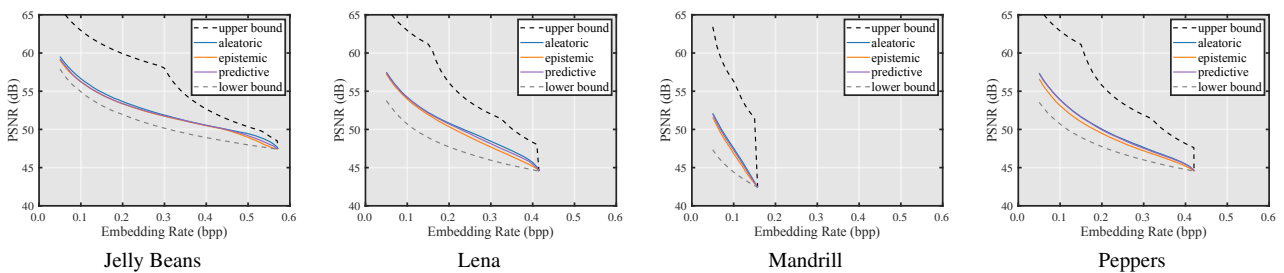 PSNR (dB)
65
60
55
50
45
40
0.0 0.1 0.2 0.3 0.4 0.5 0.6
Embedding Rate (bpp)
upper bound
aleatoric
epistemic
predictive
lower bound
Jelly Beans
PSNR (dB)
65
60
55
50
45
40
0.0 0.1 0.2 0.3 0.4 0.5 0.6
Embedding Rate (bpp)
upper bound
aleatoric
epistemic
predictive
lower bound
Lena
PSNR (dB)
65
60
55
50
45
40
0.0 0.1 0.2 0.3 0.4 0.5 0.6
Embedding Rate (bpp)
upper bound
aleatoric
epistemic
predictive
lower bound
Mandrill
PSNR (dB)
65
60
55
50
45
40
0.0 0.1 0.2 0.3 0.4 0.5 0.6
Embedding Rate (bpp)
upper bound
aleatoric
epistemic
predictive
lower bound
Peppers